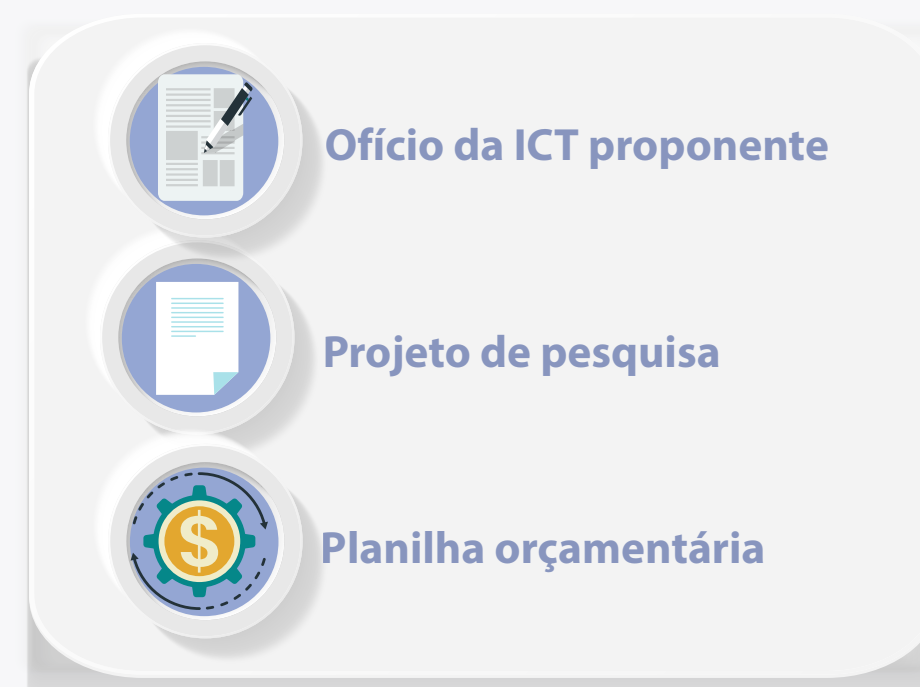 Ofício da ICT proponente
Projeto de pesquisa
$
Planilha orçamentária